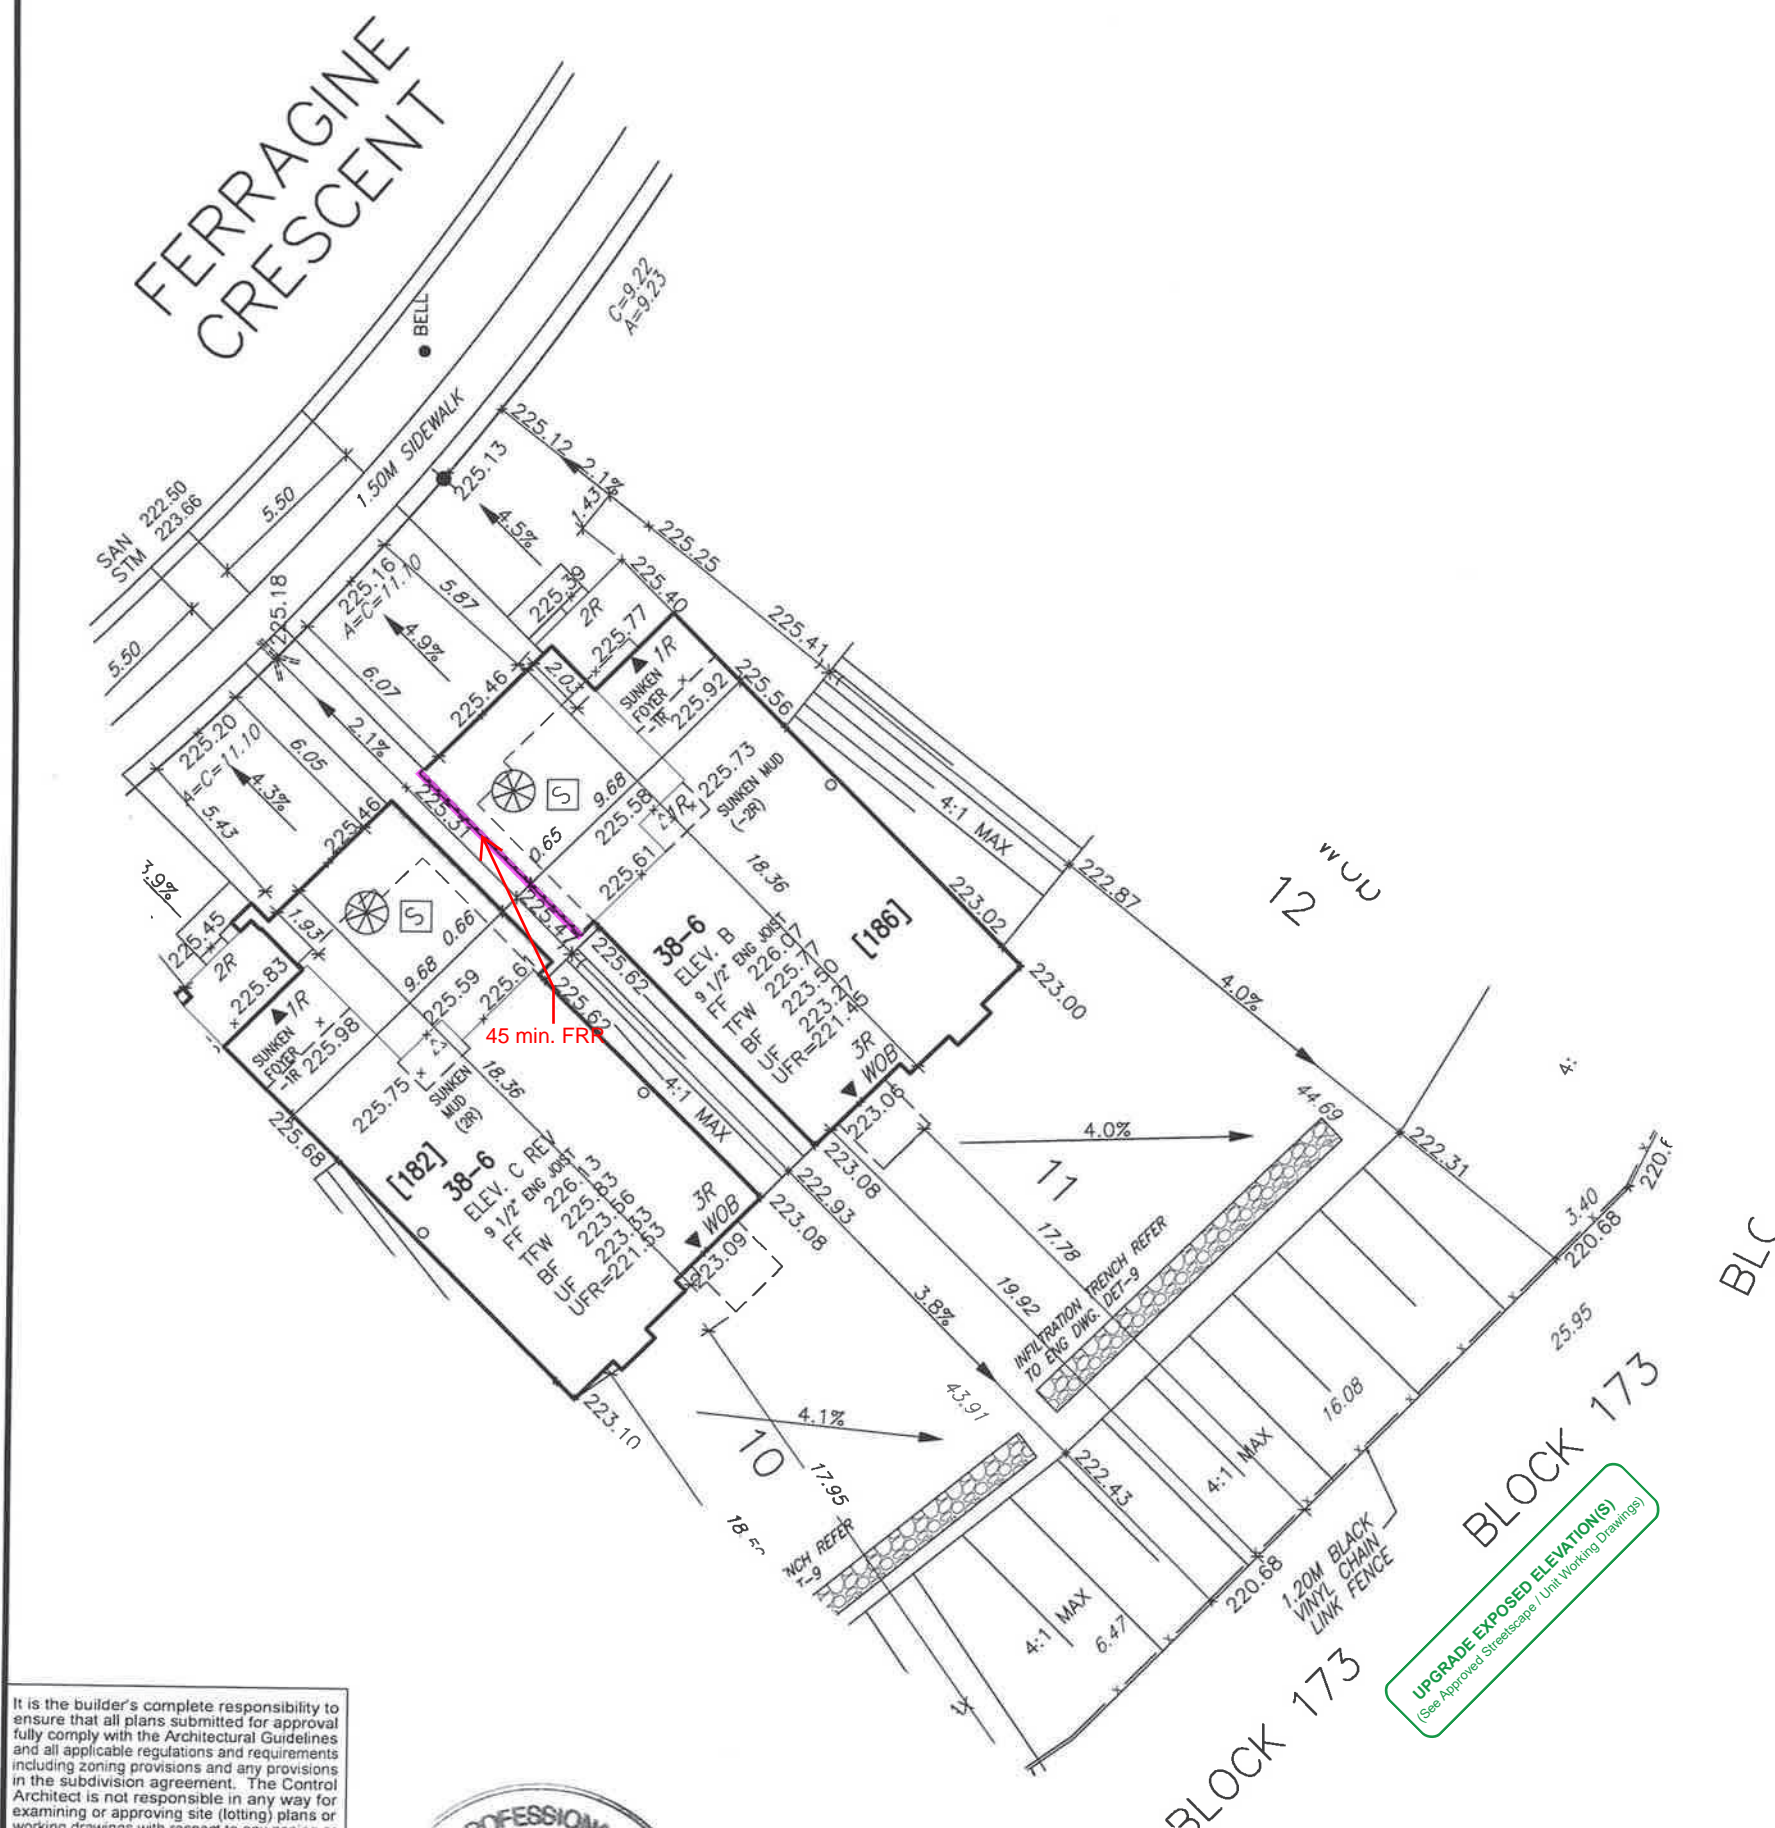 FERRAGINE
CRESCENT
BELL
C=9.22
A=9.23
1.50M SIDEWALK
SAN 222.50
STM 223.66
5.50
5.50
225.12
2.1%
225.13
4.5%
1.43
225.25
225.18
225.16
A=C=11.10
4.9%
5.87
225.39
2R
225.40
225.77
1R
SUNKEN
FOYER
-1R
225.92
225.41
225.56
6.07
225.46
2.03
2.1%
225.20
A=C=11.10
4.3%
6.05
5.43
225.46
225.31
S
9.68
0.65
225.58
225.61
225.73
SUNKEN MUD
(-2R)
18.36
4:1 MAX
222.87
223.02
223.00
12
WOD
4.0%
38-6
ELEV. B
9 1/2" ENG JOIST
FF 226.07
TFW 225.77
BF 223.50
UF 223.27
UFR=221.45
[186]
3R
WOB
223.06
3.9%
225.45
2R
225.83
1R
SUNKEN
FOYER
-1R
225.98
1.93
S
9.68
0.66
225.59
225.47
225.62
225.62
45 min. FRR
225.75
SUNKEN
MUD
(2R)
18.36
4:1 MAX
225.68
[182]
38-6
ELEV. C REV
9 1/2" ENG JOIST
FF 226.13
TFW 225.83
BF 223.56
UFR=221.53
3R
WOB
223.09
223.08
223.08
222.93
4.0%
11
17.78
19.92
3.8%
44.69
222.31
4:
INFILTRATION TRENCH REFER
TO ENG DWG. DET-9
43.91
4.1%
10
223.10
17.95
NCH REFER
T-9
222.43
4:1 MAX
16.08
3.40
220.68
25.95
BLOCK 173
4:1 MAX
6.47
220.68
1.20M BLACK
VINYL CHAIN
LINK FENCE
BLOCK 173
UPGRADE EXPOSED ELEVATION(S)
(See Approved Streetscape / Unit Working Drawings)
It is the builder's complete responsibility to
ensure that all plans submitted for approval
fully comply with the Architectural Guidelines
and all applicable regulations and requirements
including zoning provisions and any provisions
in the subdivision agreement. The Control
Architect is not responsible in any way for
examining or approving site (lotting) plans or